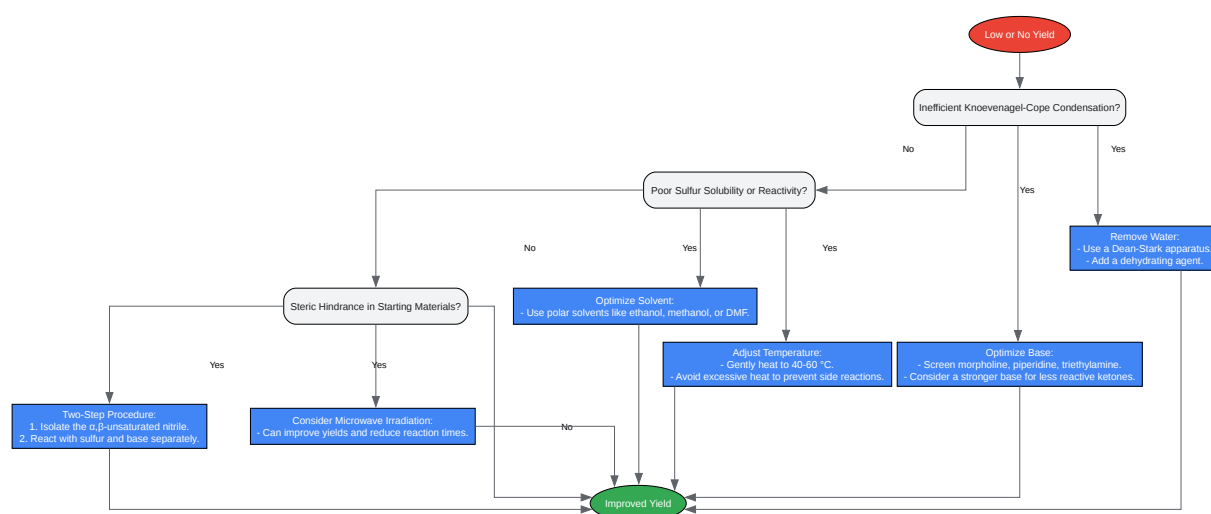 Low or No Yield
Inefficient Knoevenagel-Cope Condensation?
No
Yes
Yes
Poor Sulfur Solubility or Reactivity?
Remove Water:
- Use a Dean-Stark apparatus.
- Add a dehydrating agent.
No
Yes
Yes
Steric Hindrance in Starting Materials?
Optimize Solvent:
- Use polar solvents like ethanol, methanol, or DMF.
Adjust Temperature:
- Gently heat to 40-60 °C.
- Avoid excessive heat to prevent side reactions.
Optimize Base:
- Screen morpholine, piperidine, triethylamine.
- Consider a stronger base for less reactive ketones.
Yes
Yes
Two-Step Procedure:
1. Isolate the α,β-unsaturated nitrile.
2. React with sulfur and base separately.
Consider Microwave Irradiation:
- Can improve yields and reduce reaction times.
No
Improved Yield